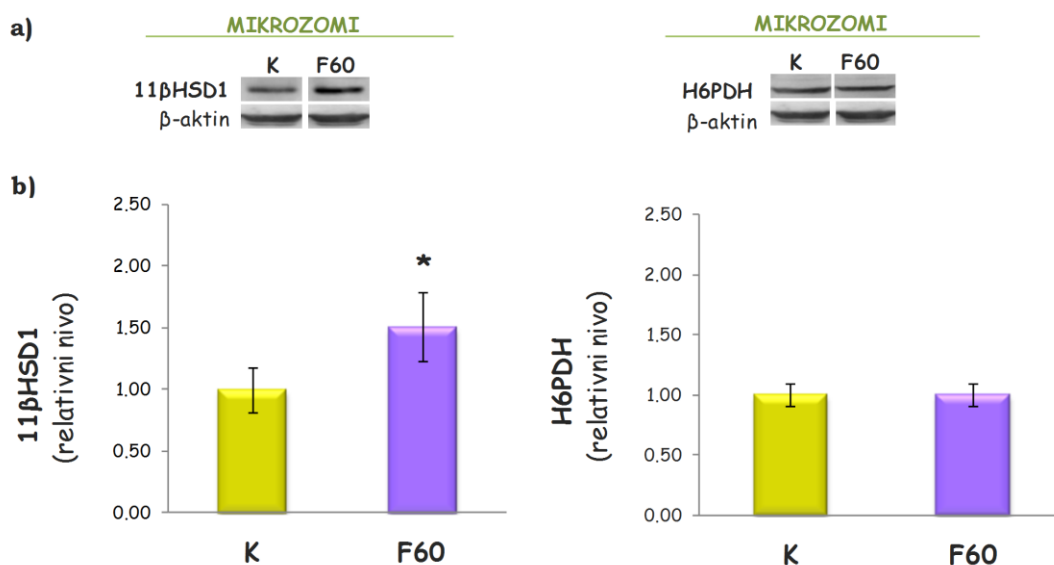 a)
MIKROZOMI
K F60
11βHSD1
β-aktin
MIKROZOMI
K F60
H6PDH
β-aktin
b)
11βHSD1
(relativni nivo)
2.50
2.00
1.50
1.00
0.50
0.00
*
K F60
H6PDH
(relativni nivo)
2.50
2.00
1.50
1.00
0.50
0.00
K F60